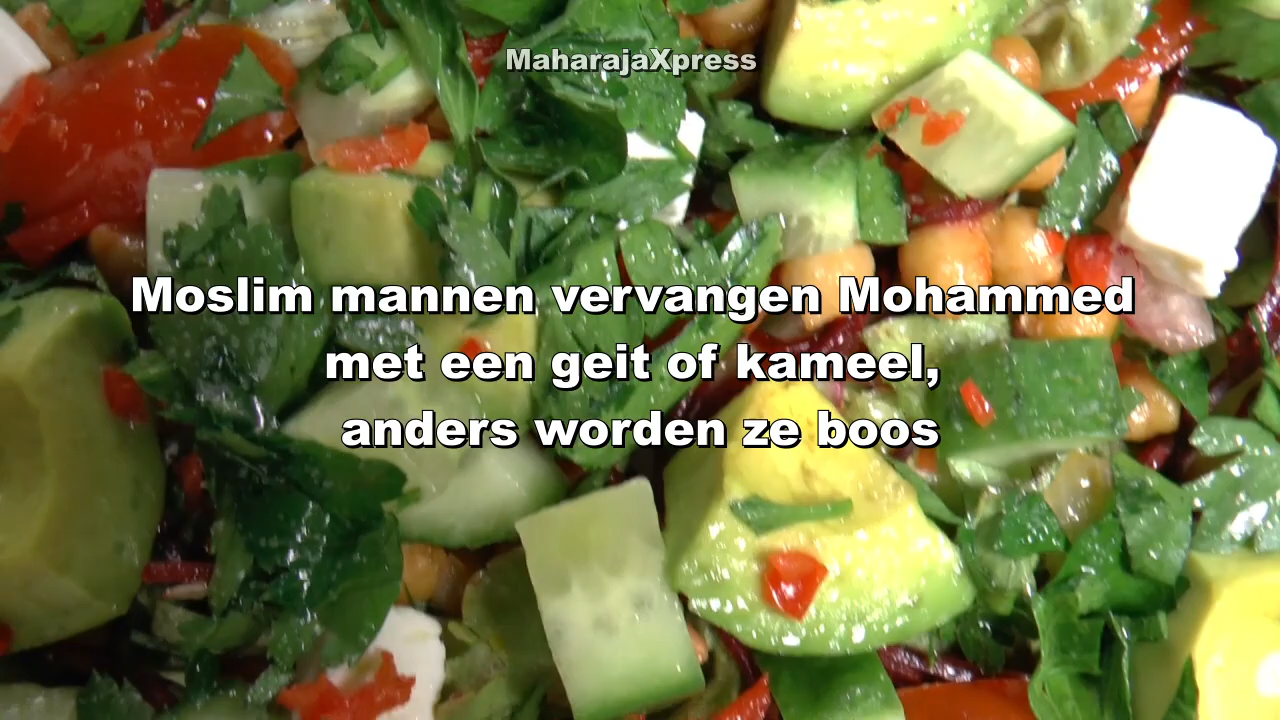 MaharajaXpress
Moslim mannen vervangen Mohammed
met een geit of kameel,
anders worden ze boos